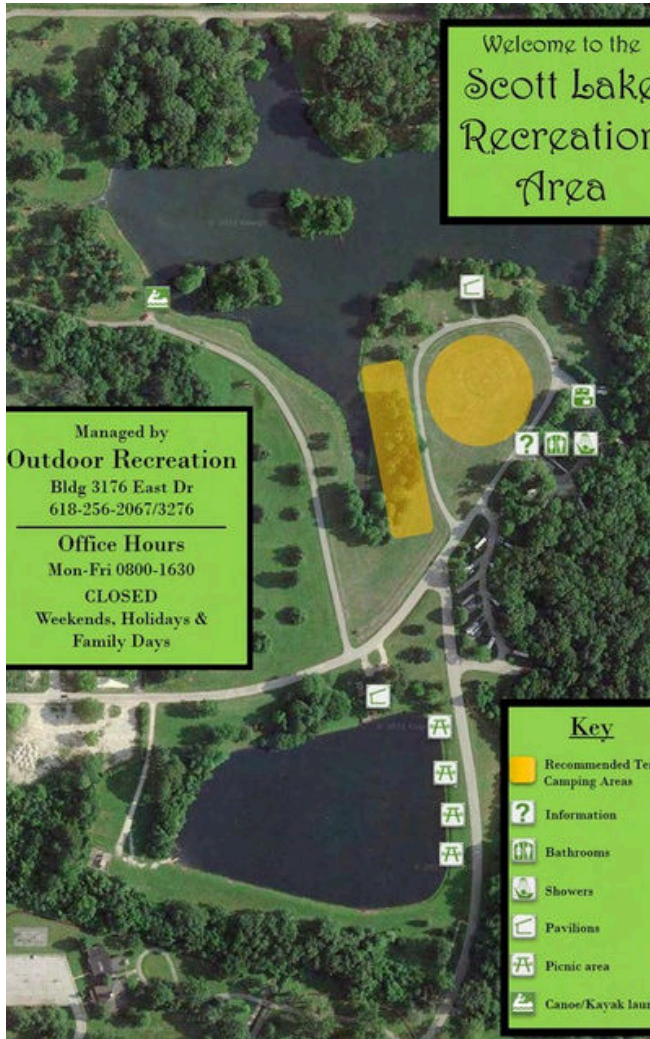 Welcome to the
Scott Lake
Recreation
Area
Managed by
Outdoor Recreation
Bldg 3176 East Dr
618-256-2067/3276
Office Hours
Mon-Fri 0800-1630
CLOSED
Weekends, Holidays &
Family Days
Key
Recommended Te
Camping Areas
? Information
Bathrooms
Showers
Pavilions
Picnic area
Canoe/Kayak laun
?